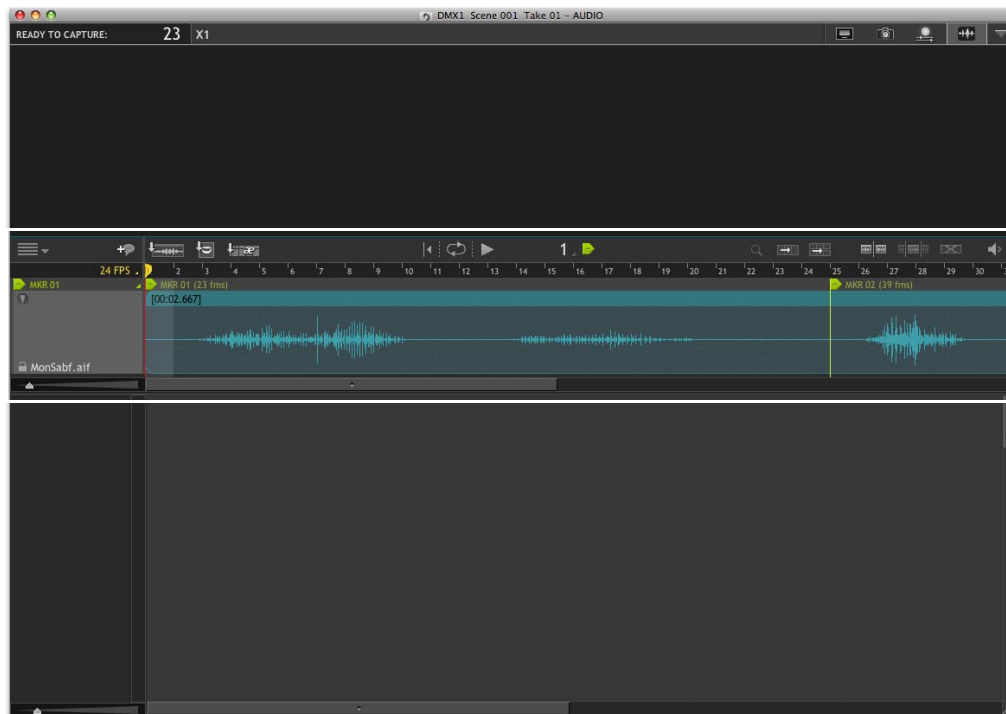 DMX1 Scene 001 Take 01 – AUDIO
READY TO CAPTURE: 23 X1
1
24 FPS 2 3 4 5 6 7 8 9 10 11 12 13 14 15 16 17 18 19 20 21 22 23 24 25 26 27 28 29 30
MKR 01 MKR 01 (23 fms) MKR 02 (39 fms)
[00:02.667]
MonSabf.aif